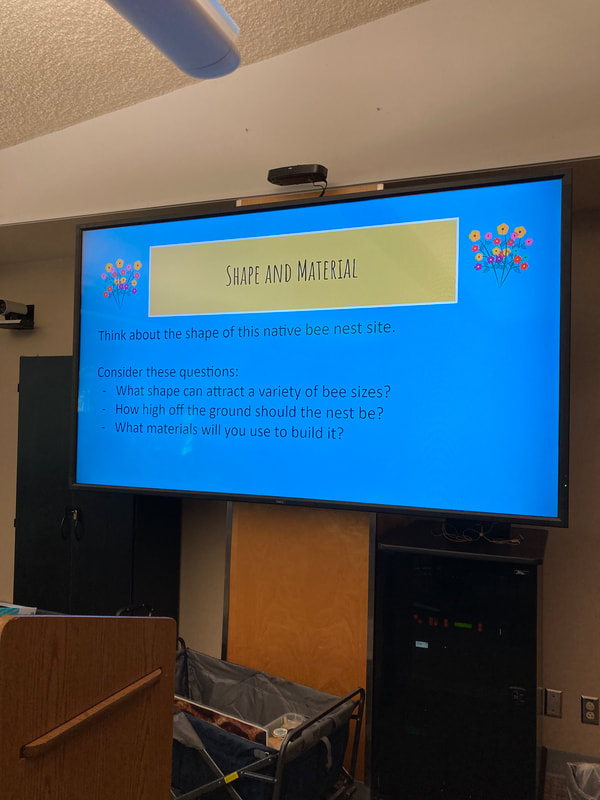 Shape and Material
Think about the shape of this native bee nest site.
Consider these questions:
- What shape can attract a variety of bee sizes?
- How high off the ground should the nest be?
- What materials will you use to build it?